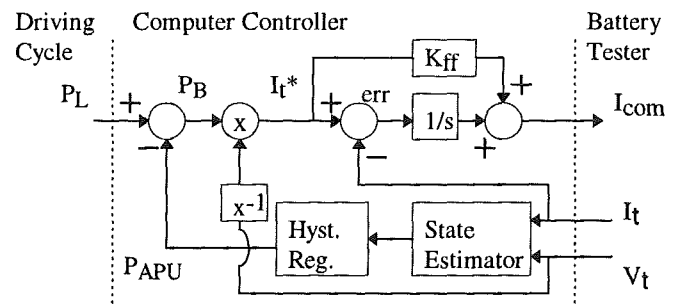 Driving
Cycle
Computer Controller
Battery
Tester
K_ff
P_L
+
−
P_B
x
I_t*
+
−
err
1/s
+
+
I_com
x⁻¹
Hyst.
Reg.
State
Estimator
I_t
V_t
P_APU